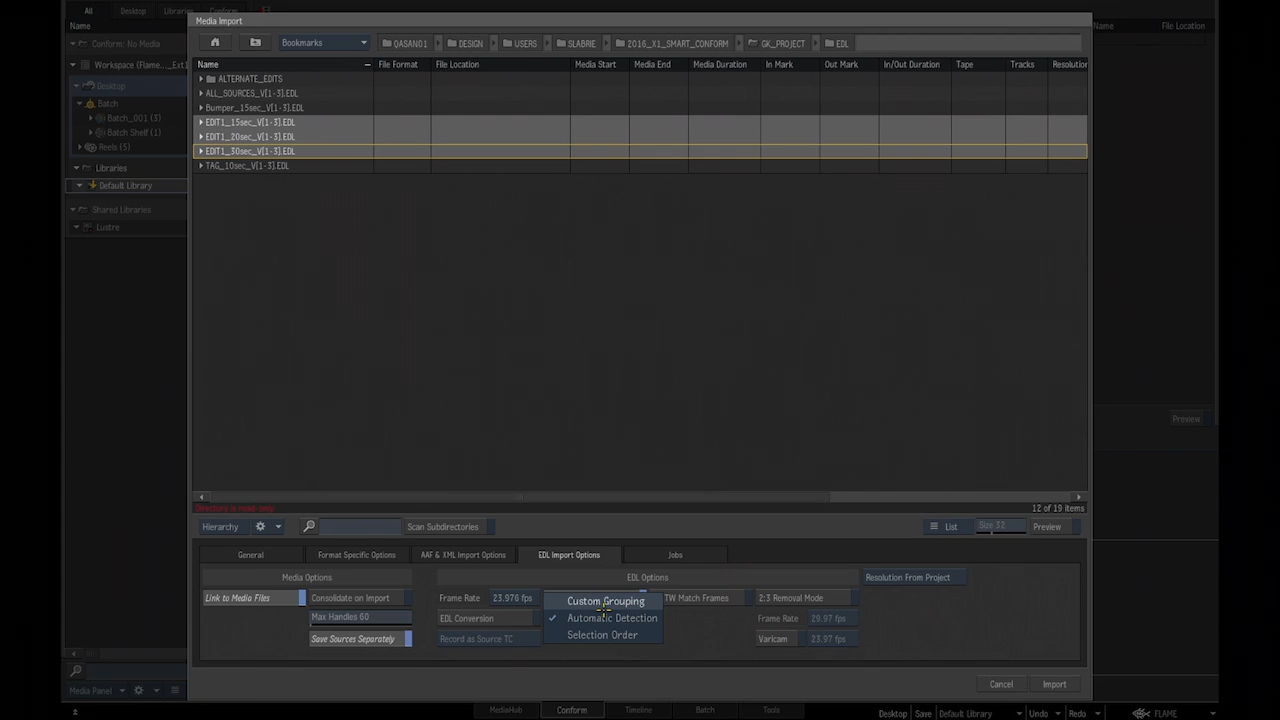 All Desktop Libraries Conform
Media Import
Name
Name File Location
Bookmarks QASAN01 DESIGN USERS SLABRIE 2016_X1_SMART_CONFORM GK_PROJECT EDL
Conform: No Media
Workspace (Flame..._Ext1
Desktop
Batch
Batch_001 (3)
Batch Shelf (1)
Reels (5)
Libraries
Default Library
Shared Libraries
Lustre
Name File Format File Location Media Start Media End Media Duration In Mark Out Mark In/Out Duration Tape Tracks Resolution
ALTERNATE_EDITS
ALL_SOURCES_V[1-3].EDL
Bumper_15sec_V[1-3].EDL
EDIT1_15sec_V[1-3].EDL
EDIT1_20sec_V[1-3].EDL
EDIT1_30sec_V[1-3].EDL
TAG_10sec_V[1-3].EDL
Preview
Directory is read-only 12 of 19 items
Hierarchy Scan Subdirectories List Size 32 Preview
General Format Specific Options AAF & XML Import Options EDL Import Options Jobs
Media Options EDL Options Resolution From Project
Link to Media Files Consolidate on Import Frame Rate 23.976 fps Custom Grouping TW Match Frames 2:3 Removal Mode
Max Handles 60 EDL Conversion Automatic Detection Frame Rate 29.97 fps
Save Sources Separately Record as Source TC Selection Order Varicam 23.97 fps
Cancel Import
Media Panel
MediaHub Conform Timeline Batch Tools Desktop Save Default Library Undo Redo FLAME